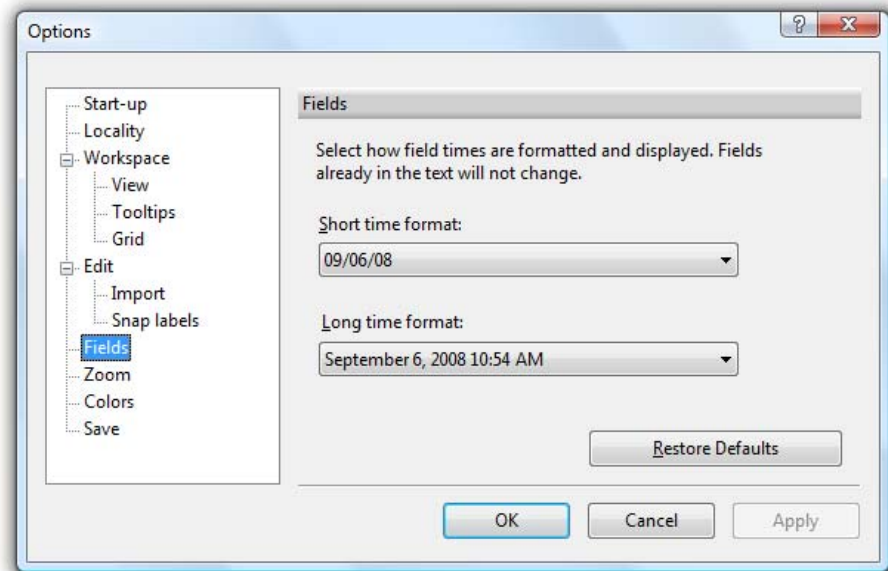 Options
Start-up
Locality
Workspace
View
Tooltips
Grid
Edit
Import
Snap labels
Fields
Zoom
Colors
Save
Fields
Select how field times are formatted and displayed. Fields
already in the text will not change.
Short time format:
09/06/08
Long time format:
September 6, 2008 10:54 AM
Restore Defaults
OK
Cancel
Apply